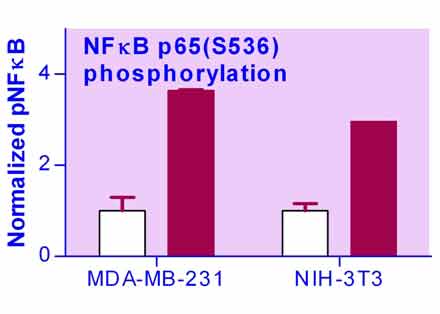 NFκB p65(S536)
phosphorylation
Normalized pNFκB
4
2
0
MDA-MB-231
NIH-3T3